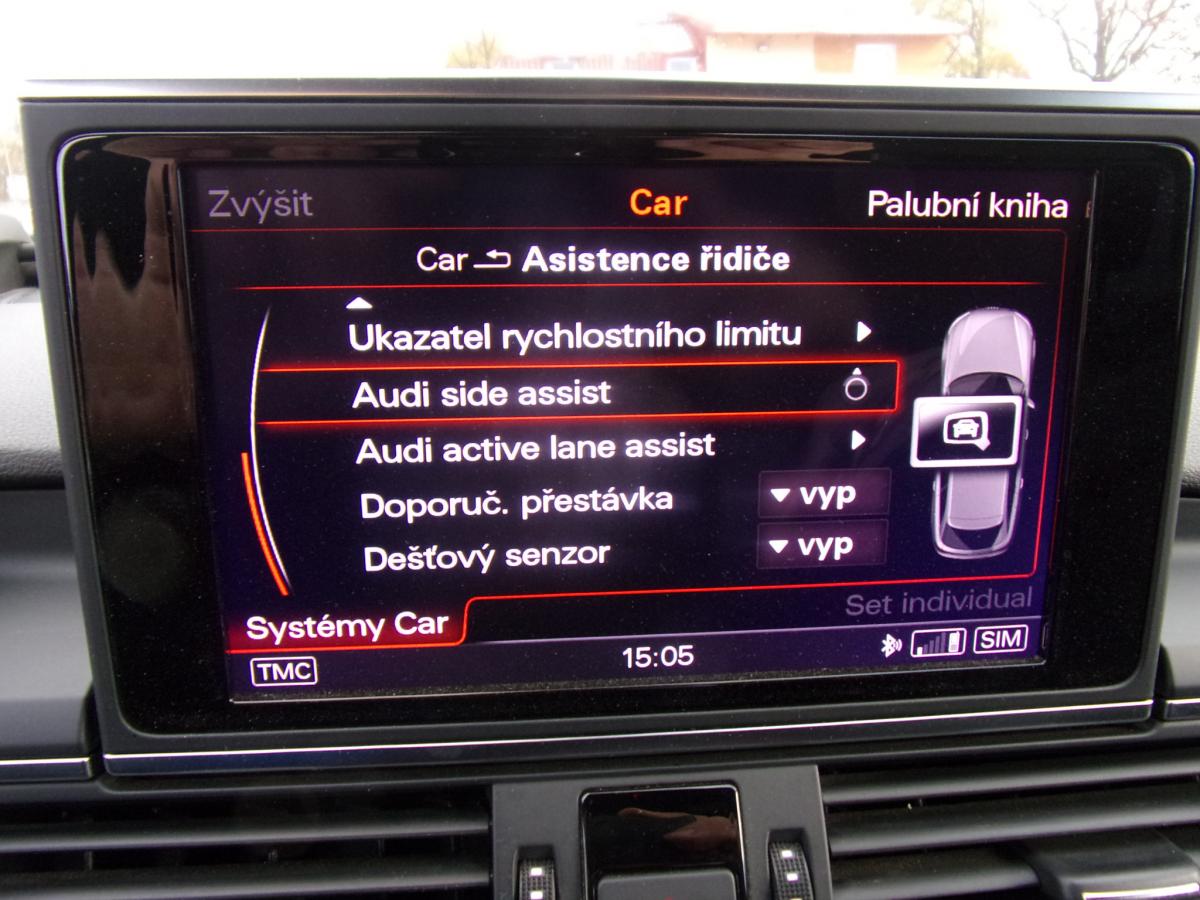 Zvýšit Car Palubní kniha
Car Asistence řidiče
Ukazatel rychlostního limitu
Audi side assist
Audi active lane assist
Doporuč. přestávka vyp
Dešťový senzor vyp
Set individual
Systémy Car
TMC 15:05 SIM